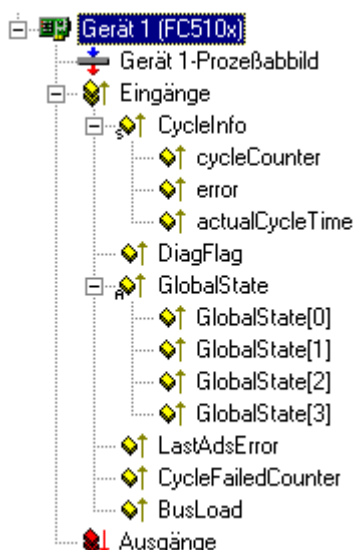 Gerät 1 (FC510x)
Gerät 1-Prozeßabbild
Eingänge
CycleInfo
cycleCounter
error
actualCycleTime
DiagFlag
GlobalState
GlobalState[0]
GlobalState[1]
GlobalState[2]
GlobalState[3]
LastAdsError
CycleFailedCounter
BusLoad
Ausgänge